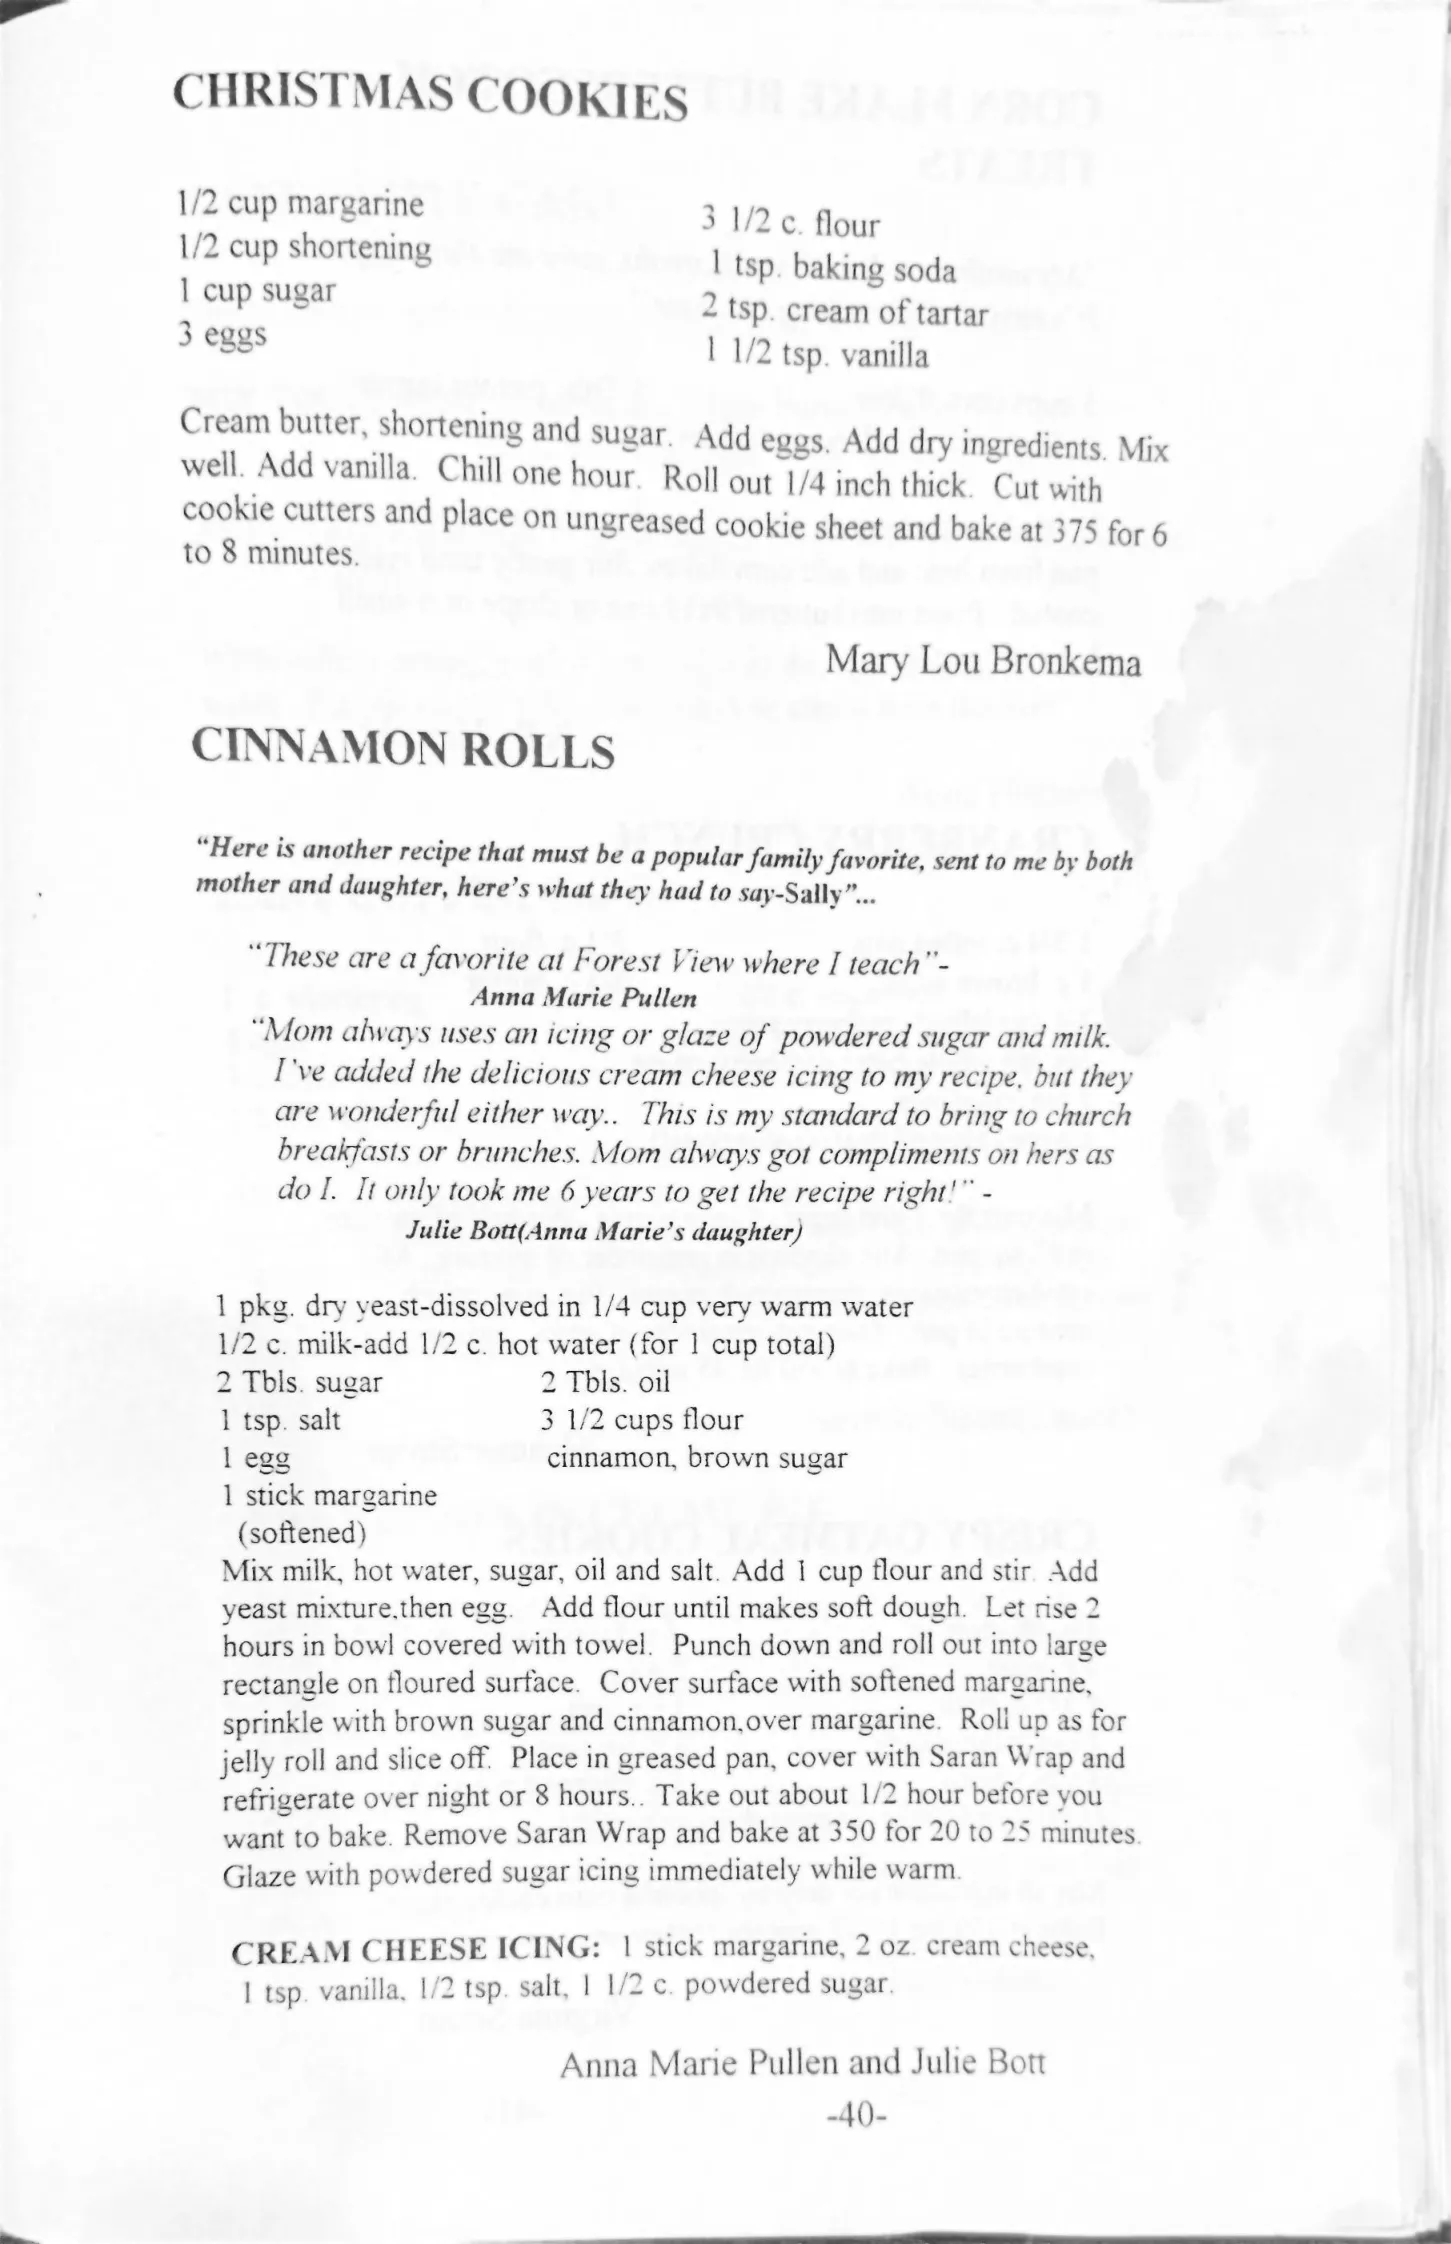 CHRISTMAS COOKIES
1/2 cup margarine
1/2 cup shortening
1 cup sugar
3 eggs
3 1/2 c. flour
1 tsp. baking soda
2 tsp. cream of tartar
1 1/2 tsp. vanilla
Cream butter, shortening and sugar. Add eggs. Add dry ingredients. Mix
well. Add vanilla. Chill one hour. Roll out 1/4 inch thick. Cut with
cookie cutters and place on ungreased cookie sheet and bake at 375 for 6
to 8 minutes.
Mary Lou Bronkema
CINNAMON ROLLS
"Here is another recipe that must be a popular family favorite, sent to me by both
mother and daughter, here's what they had to say-Sally"...
"These are a favorite at Forest View where I teach"-
Anna Marie Pullen
"Mom always uses an icing or glaze of powdered sugar and milk.
I've added the delicious cream cheese icing to my recipe, but they
are wonderful either way.. This is my standard to bring to church
breakfasts or brunches. Mom always got compliments on hers as
do I. It only took me 6 years to get the recipe right!" -
Julie Bott(Anna Marie's daughter)
1 pkg. dry yeast-dissolved in 1/4 cup very warm water
1/2 c. milk-add 1/2 c. hot water (for 1 cup total)
2 Tbls. sugar 2 Tbls. oil
1 tsp. salt 3 1/2 cups flour
1 egg cinnamon, brown sugar
1 stick margarine
(softened)
Mix milk, hot water, sugar, oil and salt. Add 1 cup flour and stir. Add
yeast mixture,then egg. Add flour until makes soft dough. Let rise 2
hours in bowl covered with towel. Punch down and roll out into large
rectangle on floured surface. Cover surface with softened margarine,
sprinkle with brown sugar and cinnamon,over margarine. Roll up as for
jelly roll and slice off. Place in greased pan, cover with Saran Wrap and
refrigerate over night or 8 hours.. Take out about 1/2 hour before you
want to bake. Remove Saran Wrap and bake at 350 for 20 to 25 minutes.
Glaze with powdered sugar icing immediately while warm.
CREAM CHEESE ICING: 1 stick margarine, 2 oz. cream cheese,
1 tsp. vanilla, 1/2 tsp. salt, 1 1/2 c. powdered sugar.
Anna Marie Pullen and Julie Bott
-40-